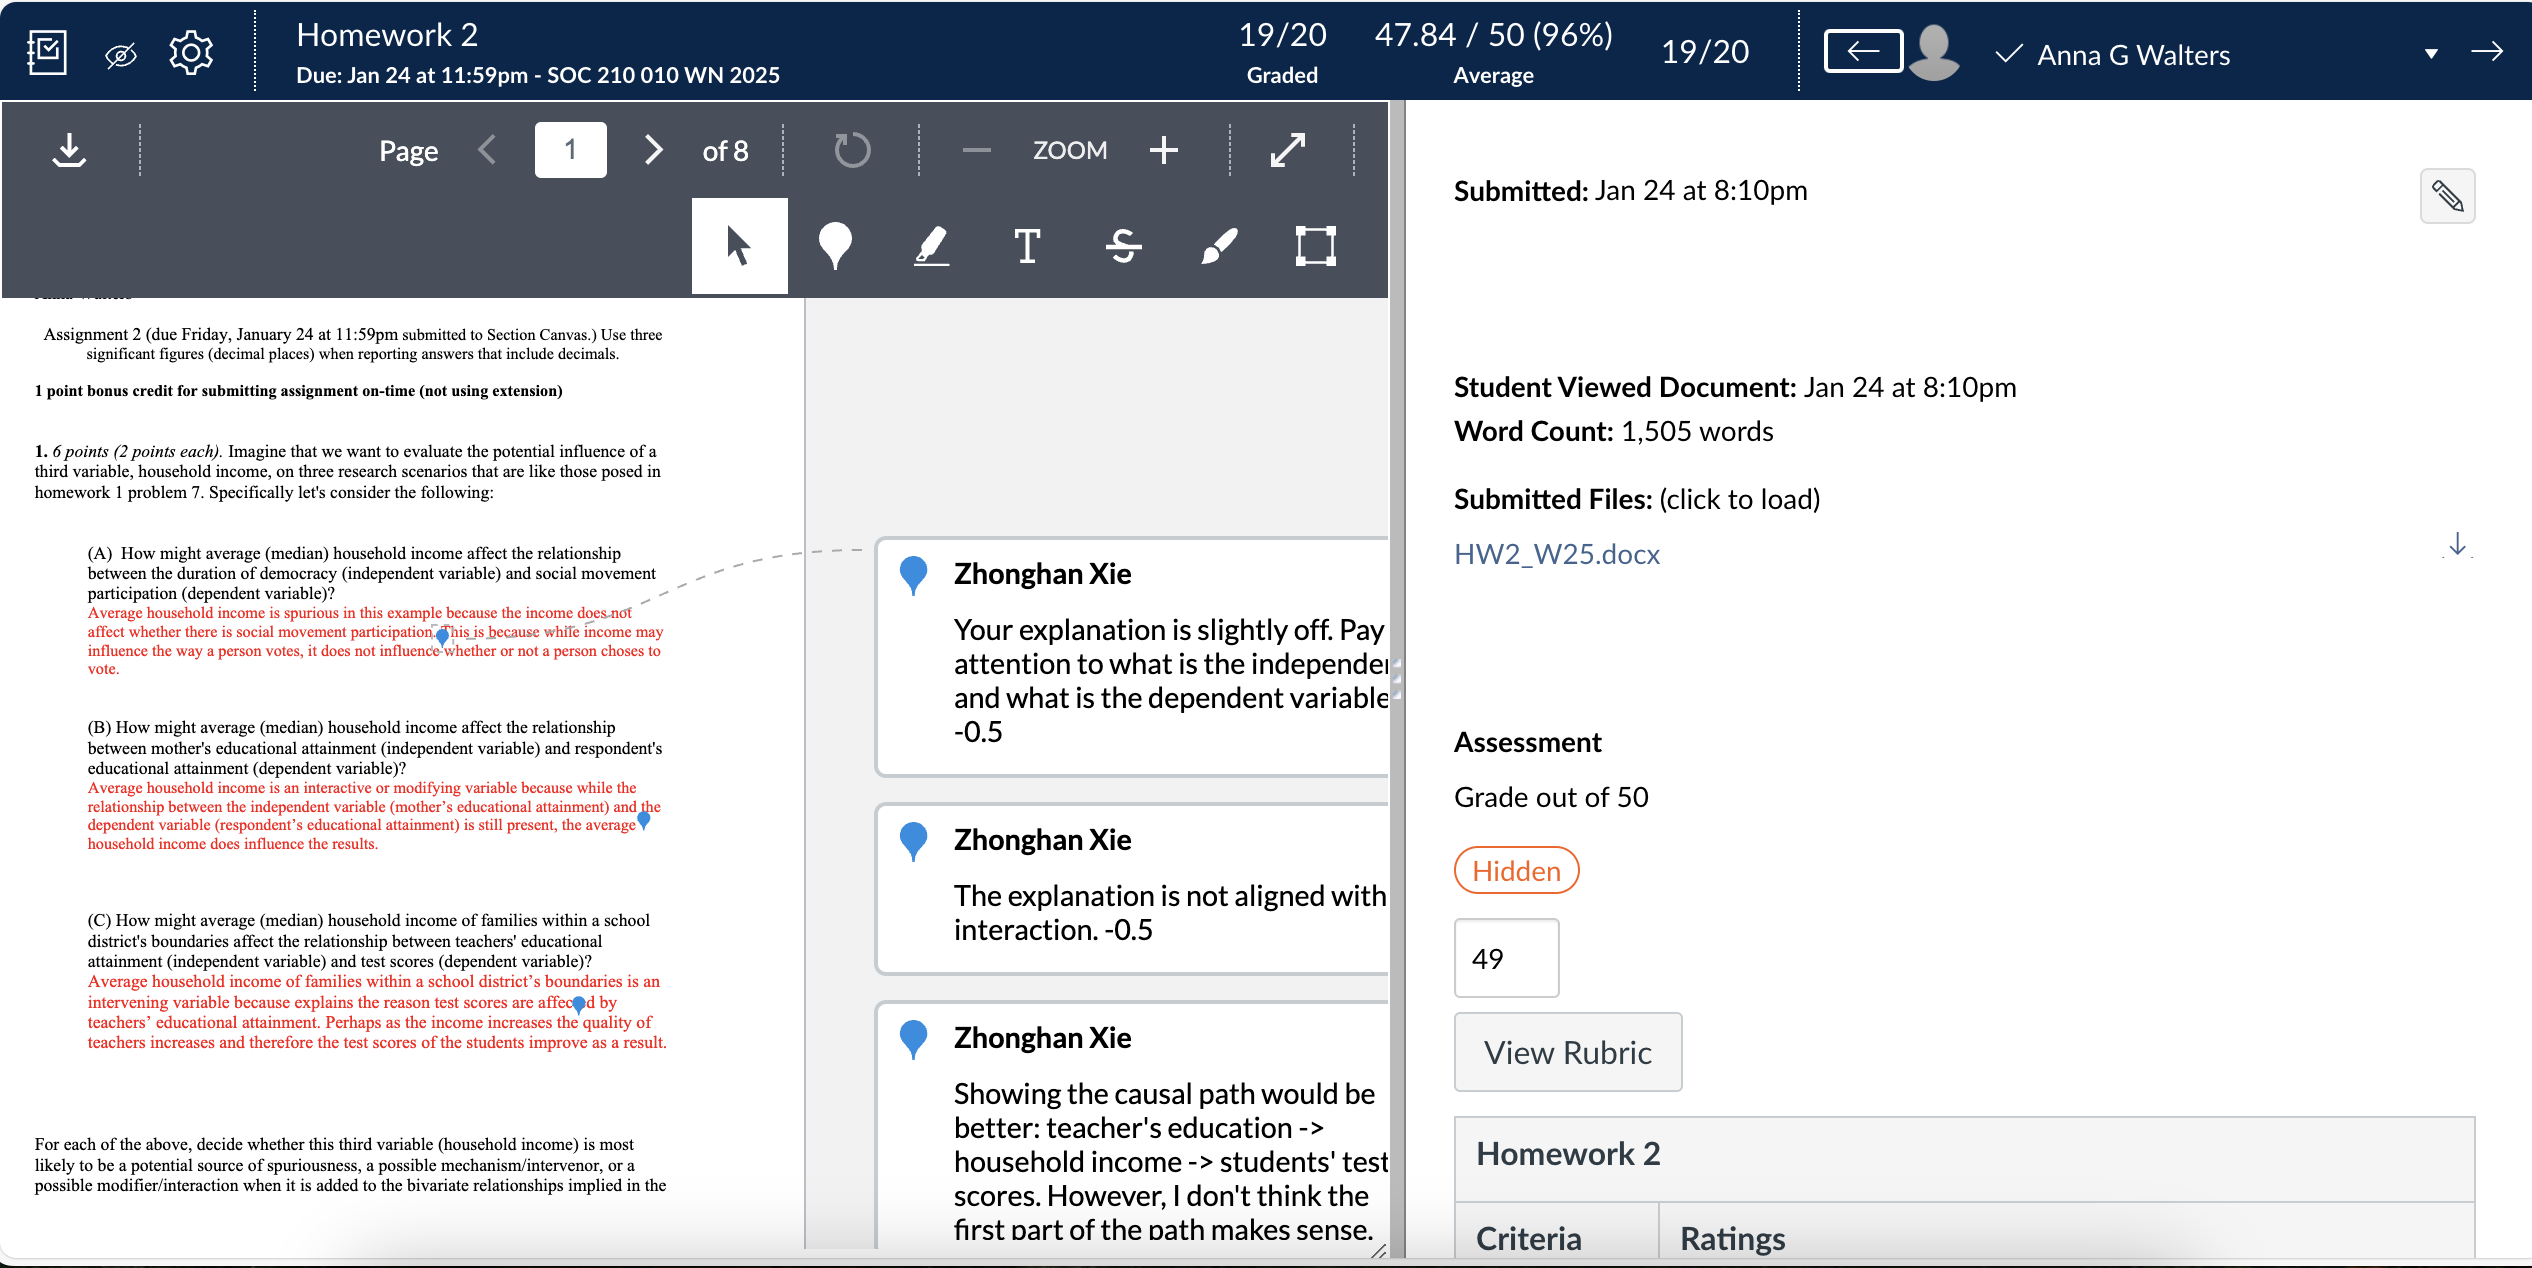 Homework 2
Due: Jan 24 at 11:59pm - SOC 210 010 WN 2025
19/20
Graded
47.84 / 50 (96%)
Average
19/20
Anna G Walters
Page
1
of 8
ZOOM
T
S
Assignment 2 (due Friday, January 24 at 11:59pm submitted to Section Canvas.) Use three
significant figures (decimal places) when reporting answers that include decimals.
1 point bonus credit for submitting assignment on-time (not using extension)
1. 6 points (2 points each). Imagine that we want to evaluate the potential influence of a
third variable, household income, on three research scenarios that are like those posed in
homework 1 problem 7. Specifically let's consider the following:
(A) How might average (median) household income affect the relationship
between the duration of democracy (independent variable) and social movement
participation (dependent variable)?
Average household income is spurious in this example because the income does not
affect whether there is social movement participation. This is because while income may
influence the way a person votes, it does not influence whether or not a person choses to
vote.
(B) How might average (median) household income affect the relationship
between mother's educational attainment (independent variable) and respondent's
educational attainment (dependent variable)?
Average household income is an interactive or modifying variable because while the
relationship between the independent variable (mother's educational attainment) and the
dependent variable (respondent's educational attainment) is still present, the average
household income does influence the results.
(C) How might average (median) household income of families within a school
district's boundaries affect the relationship between teachers' educational
attainment (independent variable) and test scores (dependent variable)?
Average household income of families within a school district's boundaries is an
intervening variable because explains the reason test scores are affected by
teachers' educational attainment. Perhaps as the income increases the quality of
teachers increases and therefore the test scores of the students improve as a result.
For each of the above, decide whether this third variable (household income) is most
likely to be a potential source of spuriousness, a possible mechanism/intervenor, or a
possible modifier/interaction when it is added to the bivariate relationships implied in the
Zhonghan Xie
Your explanation is slightly off. Pay
attention to what is the independen
and what is the dependent variable
-0.5
Zhonghan Xie
The explanation is not aligned with
interaction. -0.5
Zhonghan Xie
Showing the causal path would be
better: teacher's education ->
household income -> students' test
scores. However, I don't think the
first part of the path makes sense.
Submitted: Jan 24 at 8:10pm
Student Viewed Document: Jan 24 at 8:10pm
Word Count: 1,505 words
Submitted Files: (click to load)
HW2_W25.docx
Assessment
Grade out of 50
Hidden
49
View Rubric
Homework 2
Criteria
Ratings